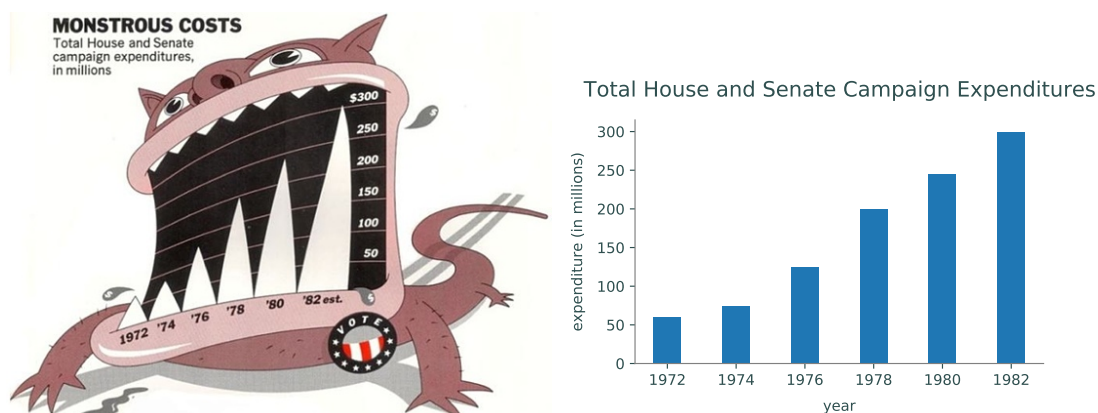 MONSTROUS COSTS
Total House and Senate
campaign expenditures,
in millions
$300
250
200
150
100
50
1972 '74 '76 '78 '80 '82 est.
VOTE
Total House and Senate Campaign Expenditures
expenditure (in millions)
300
250
200
150
100
50
0
1972 1974 1976 1978 1980 1982
year